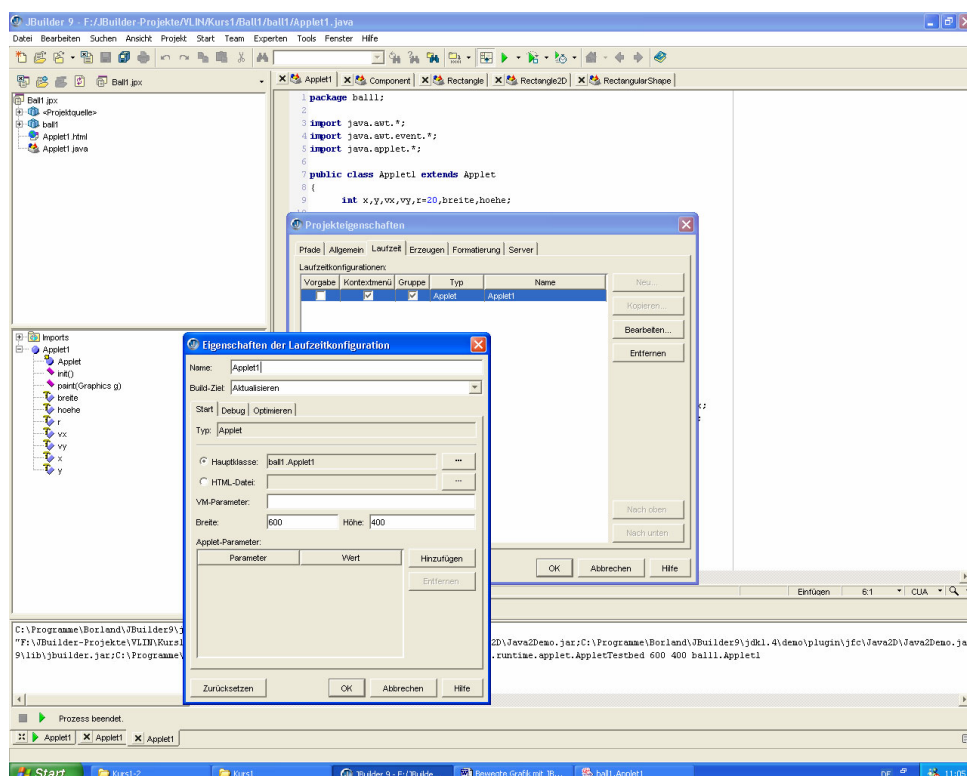 JBuilder 9 - F:/JBuilder-Projekte/VLIN/Kurs1/Ball1/ball1/Applet1.java
Datei Bearbeiten Suchen Ansicht Projekt Start Team Experten Tools Fenster Hilfe
Ball1.jpx
Applet1 Component Rectangle Rectangle2D RectangularShape
Ball1.jpx
<Projektquelle>
ball1
Applet1.html
Applet1.java
1 package ball1;
2
3 import java.awt.*;
4 import java.awt.event.*;
5 import java.applet.*;
6
7 public class Applet1 extends Applet
8 {
9 int x,y,vx,vy,r=20,breite,hoehe;
Projekteigenschaften
Pfade Allgemein Laufzeit Erzeugen Formatierung Server
Laufzeitkonfigurationen:
Vorgabe Kontextmenü Gruppe Typ Name
Applet Applet1
Neu...
Kopieren...
Bearbeiten...
Entfernen
Nach oben
Nach unten
OK Abbrechen Hilfe
Imports
Applet1
Applet
init()
paint(Graphics g)
breite
hoehe
r
vx
vy
x
y
Eigenschaften der Laufzeitkonfiguration
Name: Applet1
Build-Ziel: Aktualisieren
Start Debug Optimieren
Typ: Applet
Hauptklasse: ball1.Applet1 ...
HTML-Datei: ...
VM-Parameter:
Breite: 600 Höhe: 400
Applet-Parameter:
Parameter Wert
Hinzufügen
Entfernen
Zurücksetzen OK Abbrechen Hilfe
Einfügen 6:1 CUA
C:\Programme\Borland\JBuilder9\j
"F:\JBuilder-Projekte\VLIN\Kurs1 2D\Java2Demo.jar;C:\Programme\Borland\JBuilder9\jdk1.4\demo\plugin\jfc\Java2D\Java2Demo.ja
9\lib\jbuilder.jar;C:\Programme\ .runtime.applet.AppletTestbed 600 400 ball1.Applet1
Prozess beendet.
Applet1 Applet1 Applet1
Start Kurs1-2 Kurs1 JBuilder 9 - F:/JBuilde... Bewegte Grafik mit JB... ball1.Applet1 DE 11:05